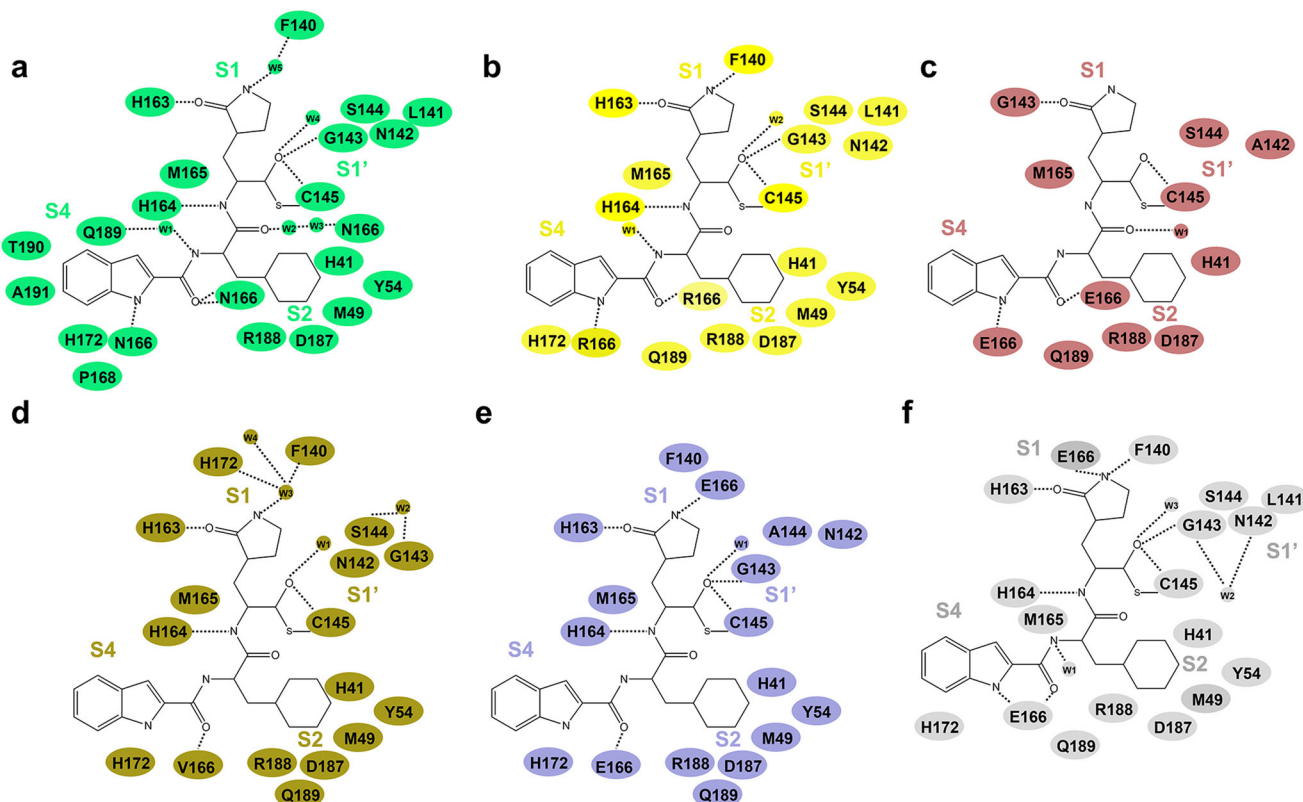 a
F140
W5
S1
N
H163
O
W4
S144
L141
G143
N142
O
S1'
M165
C145
S
H164
N
S4
Q189
W1
O
W2
W3
N166
T190
N
H41
A191
O
N166
Y54
N
S2
M49
H172
N166
R188
D187
P168
b
F140
S1
N
H163
O
W2
S144
L141
G143
N142
O
S1'
M165
C145
S
H164
N
S4
W1
O
N
H41
O
R166
Y54
N
S2
M49
H172
R166
Q189
R188
D187
c
S1
N
G143
O
S144
A142
O
S1'
M165
C145
S
N
S4
O
W1
N
H41
O
E166
N
S2
E166
Q189
R188
D187
d
W4
F140
H172
W3
S1
N
W2
H163
O
S144
W1
N142
G143
O
S1'
M165
H164
N
S
C145
S4
O
N
H41
Y54
N
O
S2
M49
H172
V166
R188
D187
Q189
e
F140
S1
E166
N
H163
O
W1
A144
N142
G143
O
S1'
M165
H164
N
S
C145
S4
O
N
H41
Y54
N
O
S2
M49
H172
E166
R188
D187
Q189
f
S1
E166
F140
N
H163
O
W3
S144
L141
G143
N142
O
S1'
C145
S
W2
H164
N
M165
O
S4
N
H41
W1
S2
Y54
N
O
M49
H172
E166
R188
D187
Q189